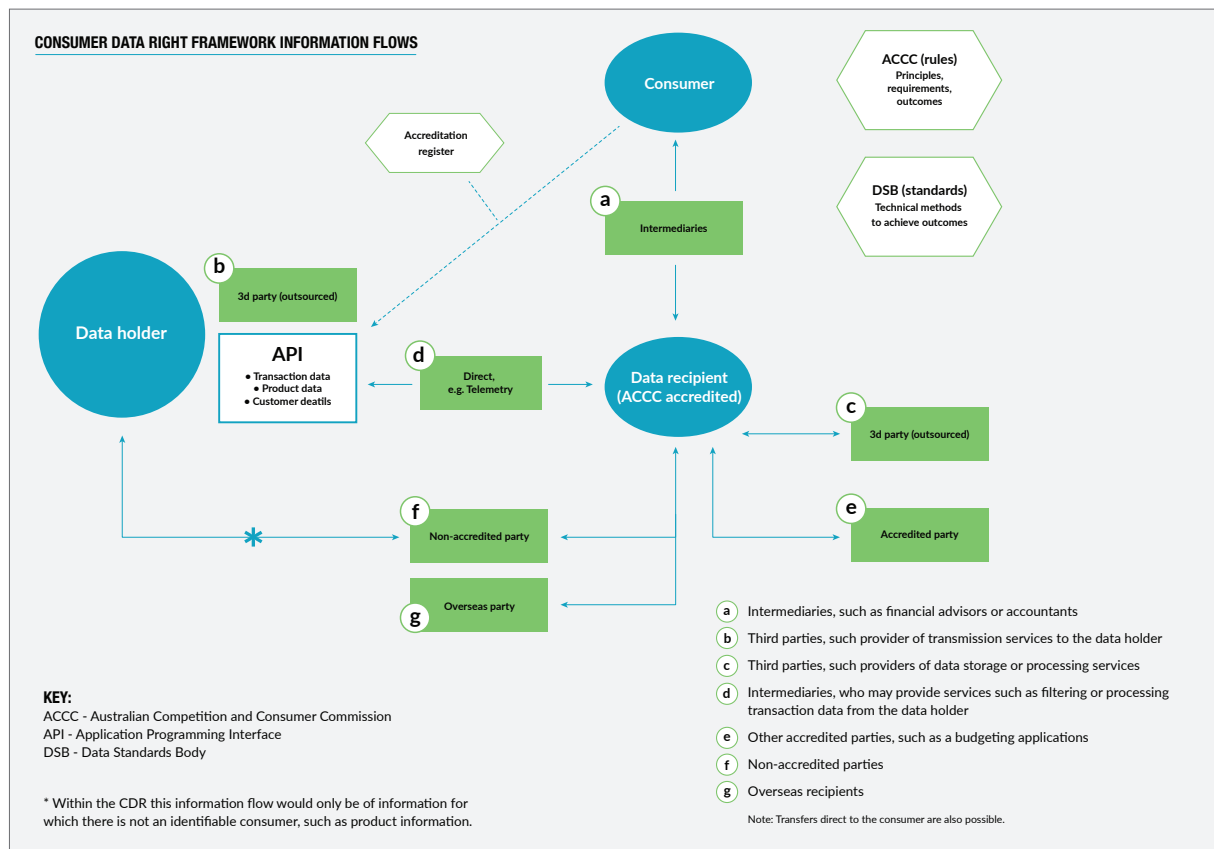 CONSUMER DATA RIGHT FRAMEWORK INFORMATION FLOWS
Consumer
ACCC (rules)
Principles,
requirements,
outcomes
Accreditation
register
DSB (standards)
Technical methods
to achieve outcomes
a
Intermediaries
b
3d party (outsourced)
Data holder
API
• Transaction data
• Product data
• Customer deatils
d
Direct,
e.g. Telemetry
Data recipient
(ACCC accredited)
c
3d party (outsourced)
e
Accredited party
f
Non-accredited party
*
Overseas party
g
a Intermediaries, such as financial advisors or accountants
b Third parties, such provider of transmission services to the data holder
c Third parties, such providers of data storage or processing services
d Intermediaries, who may provide services such as filtering or processing
transaction data from the data holder
e Other accredited parties, such as a budgeting applications
f Non-accredited parties
g Overseas recipients
Note: Transfers direct to the consumer are also possible.
KEY:
ACCC - Australian Competition and Consumer Commission
API - Application Programming Interface
DSB - Data Standards Body
* Within the CDR this information flow would only be of information for
which there is not an identifiable consumer, such as product information.